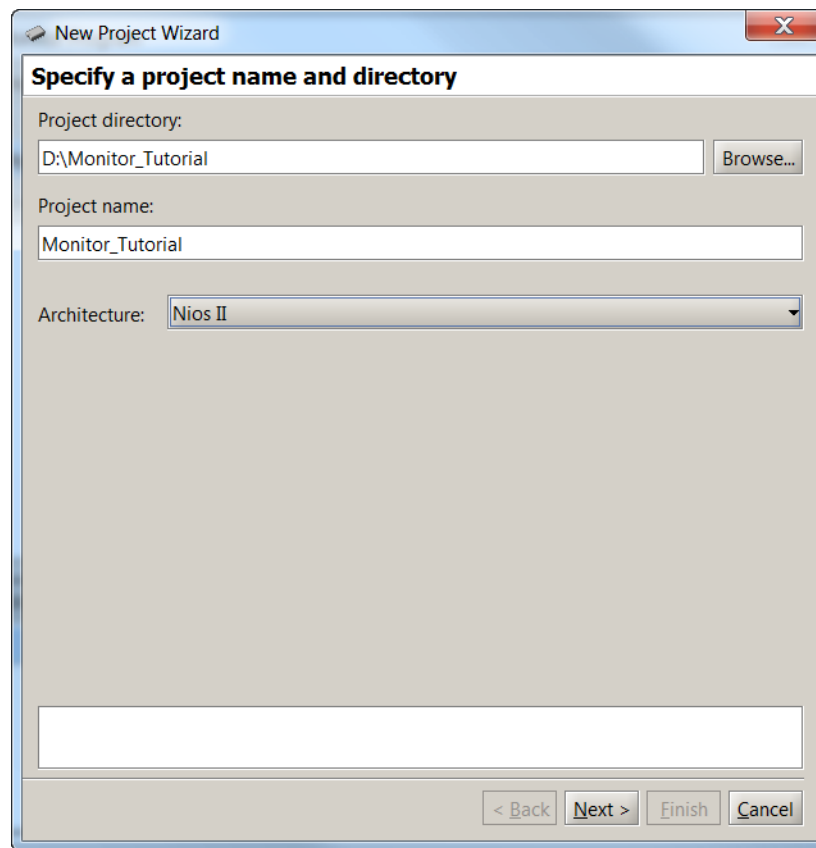 New Project Wizard
Specify a project name and directory
Project directory:
D:\Monitor_Tutorial Browse...
Project name:
Monitor_Tutorial
Architecture: Nios II
< Back Next > Finish Cancel